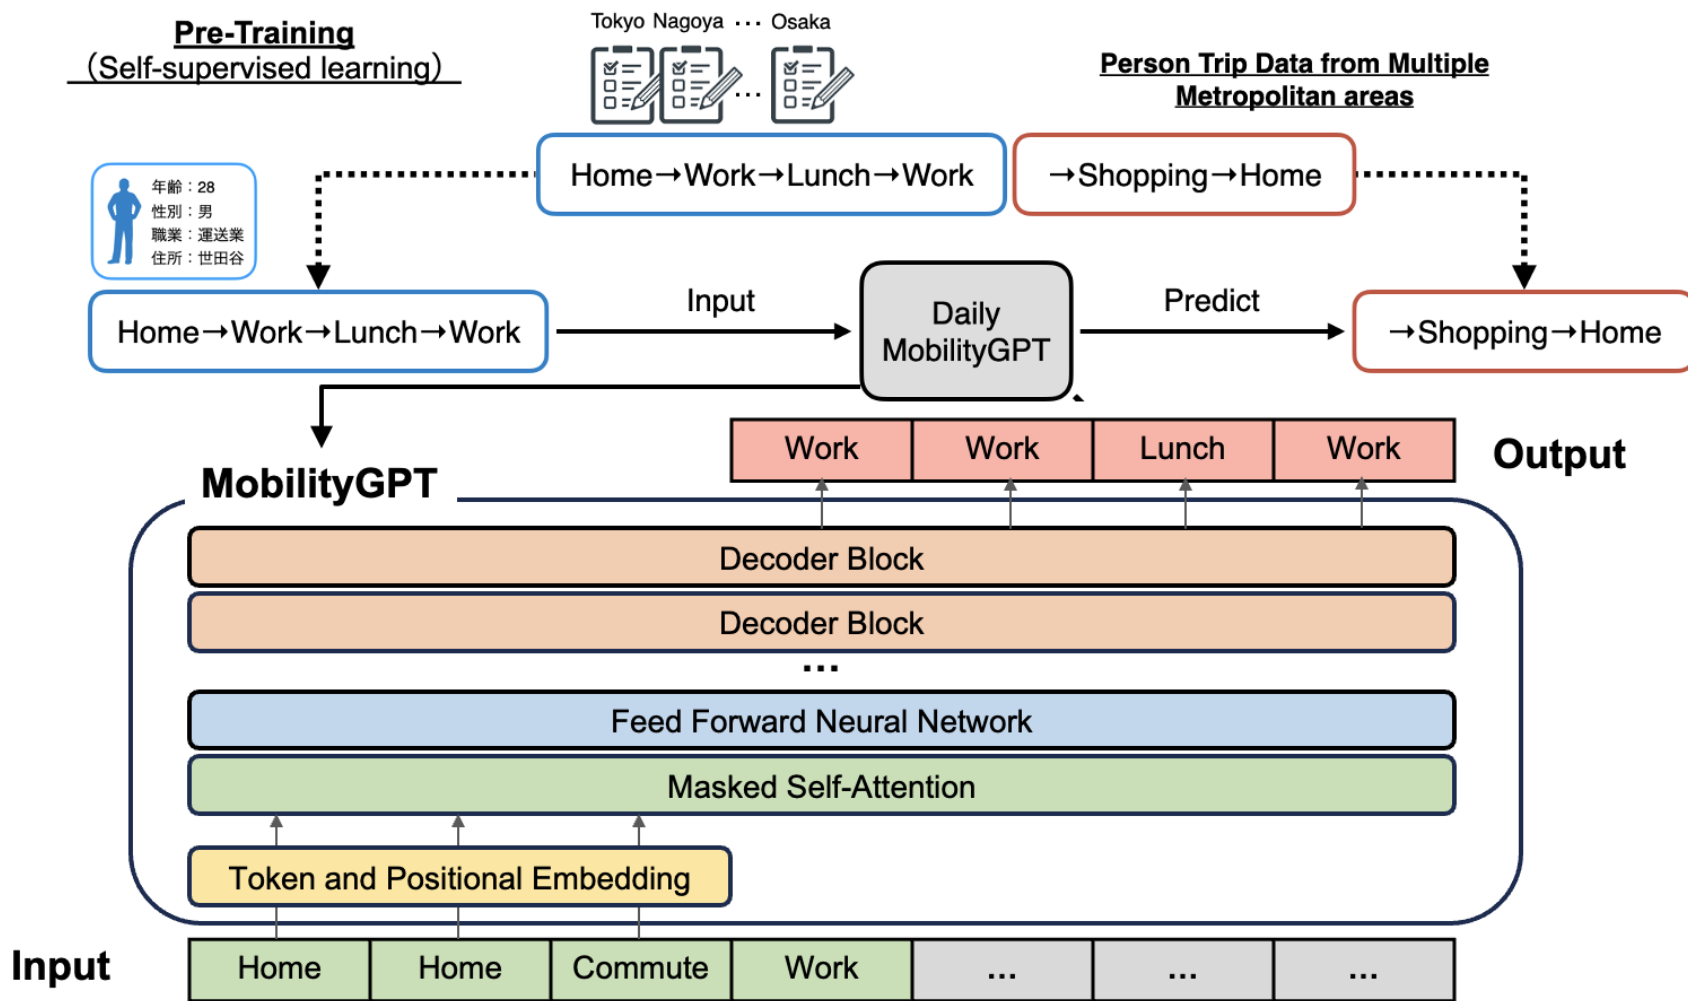 Pre-Training
（Self-supervised learning）
Tokyo Nagoya … Osaka
…
Person Trip Data from Multiple
Metropolitan areas
Home→Work→Lunch→Work
→Shopping→Home
年齢：28
性別：男
職業：運送業
住所：世田谷
Home→Work→Lunch→Work
Input
Daily
MobilityGPT
Predict
→Shopping→Home
MobilityGPT
Work Work Lunch Work
Output
Decoder Block
Decoder Block
…
Feed Forward Neural Network
Masked Self-Attention
Token and Positional Embedding
Input
Home Home Commute Work … … …